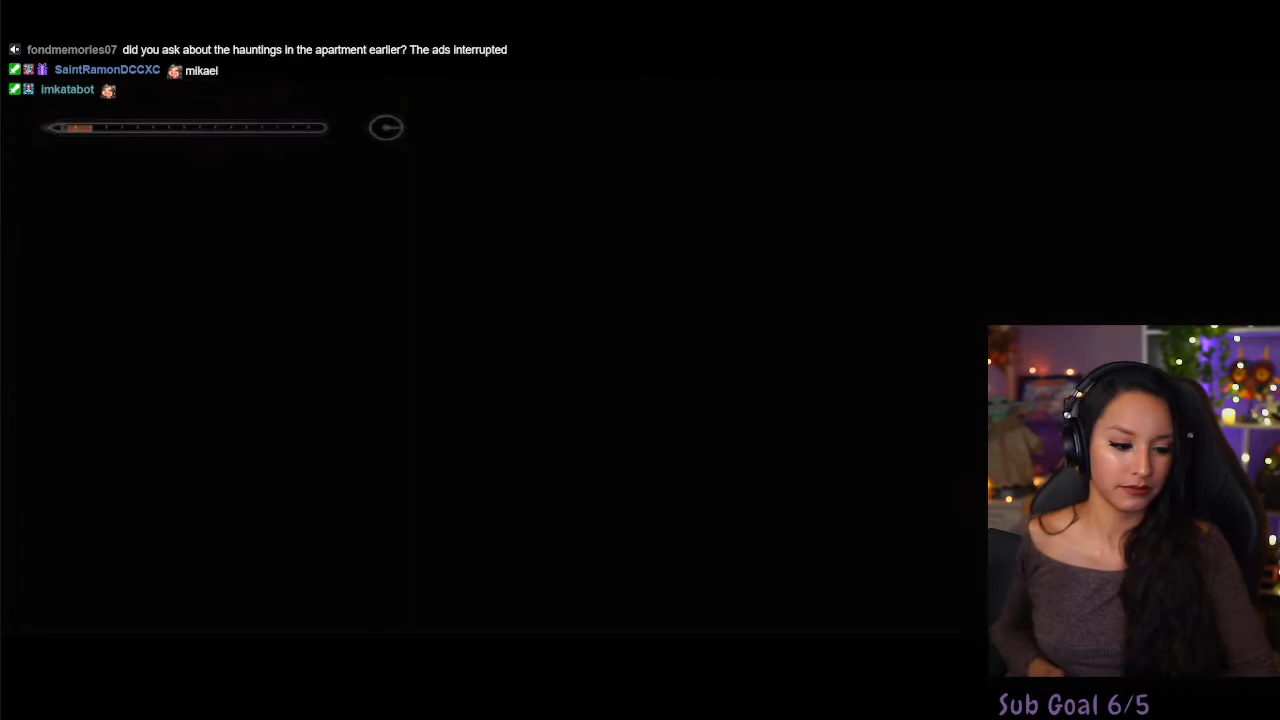 fondmemories07 did you ask about the hauntings in the apartment earlier? The ads interrupted
SaintRamonDCCXC mikael
imkatabot
Sub Goal 6/5